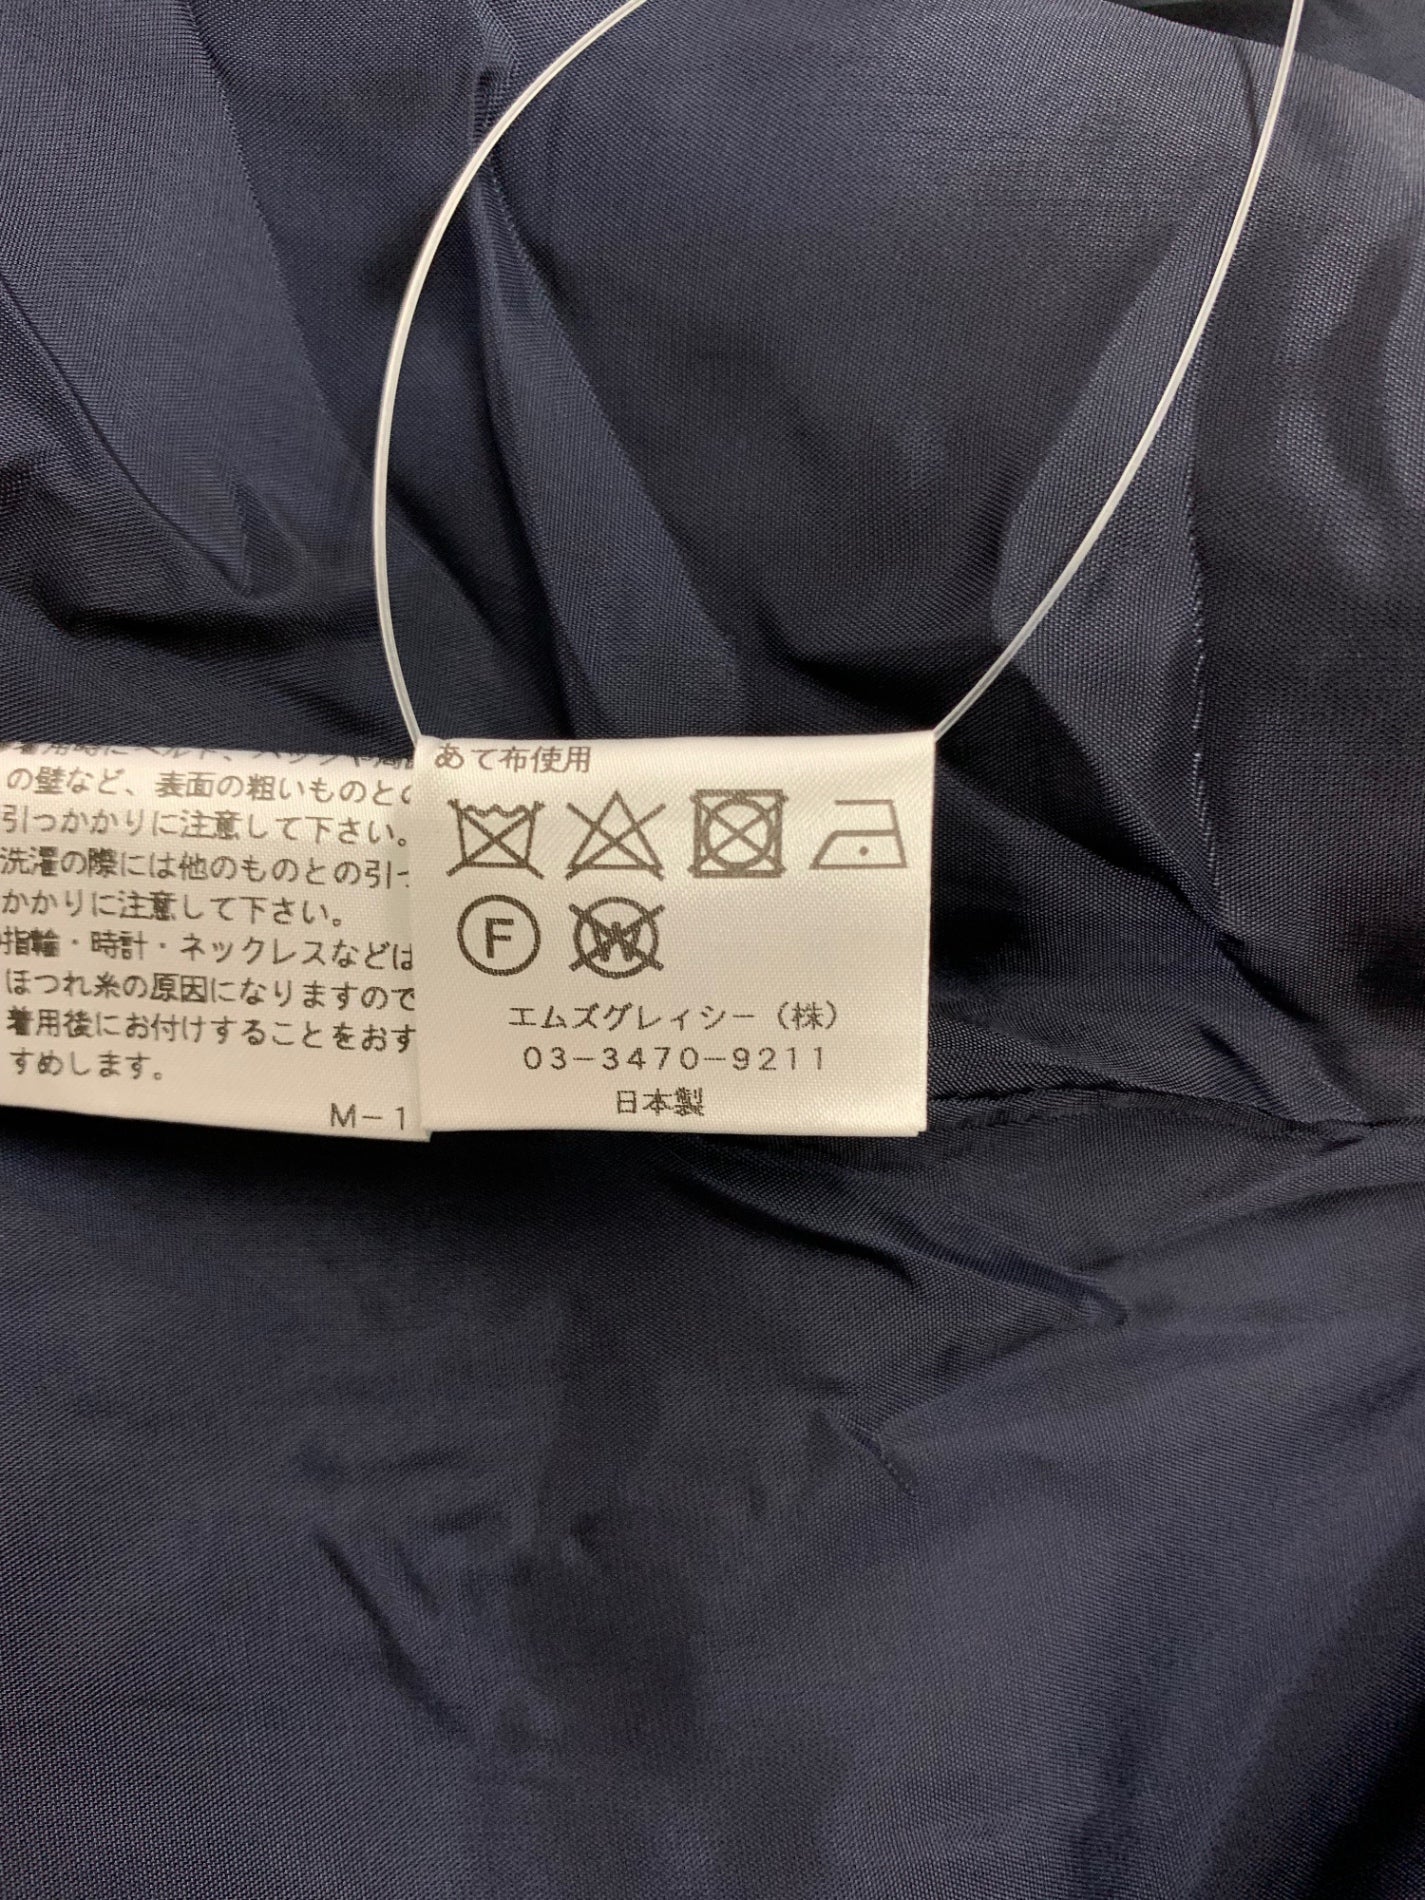 着用時にベルト、バッグや
の壁など、表面の粗いものとの
引っかかりに注意して下さい。
洗濯の際には他のものとの引っ
かかりに注意して下さい。
指輪・時計・ネックレスなどは
ほつれ糸の原因になりますので
着用後にお付けすることをおす
すめします。
M-1
あて布使用
F
W
エムズグレィシー(株)
03-3470-9211
日本製